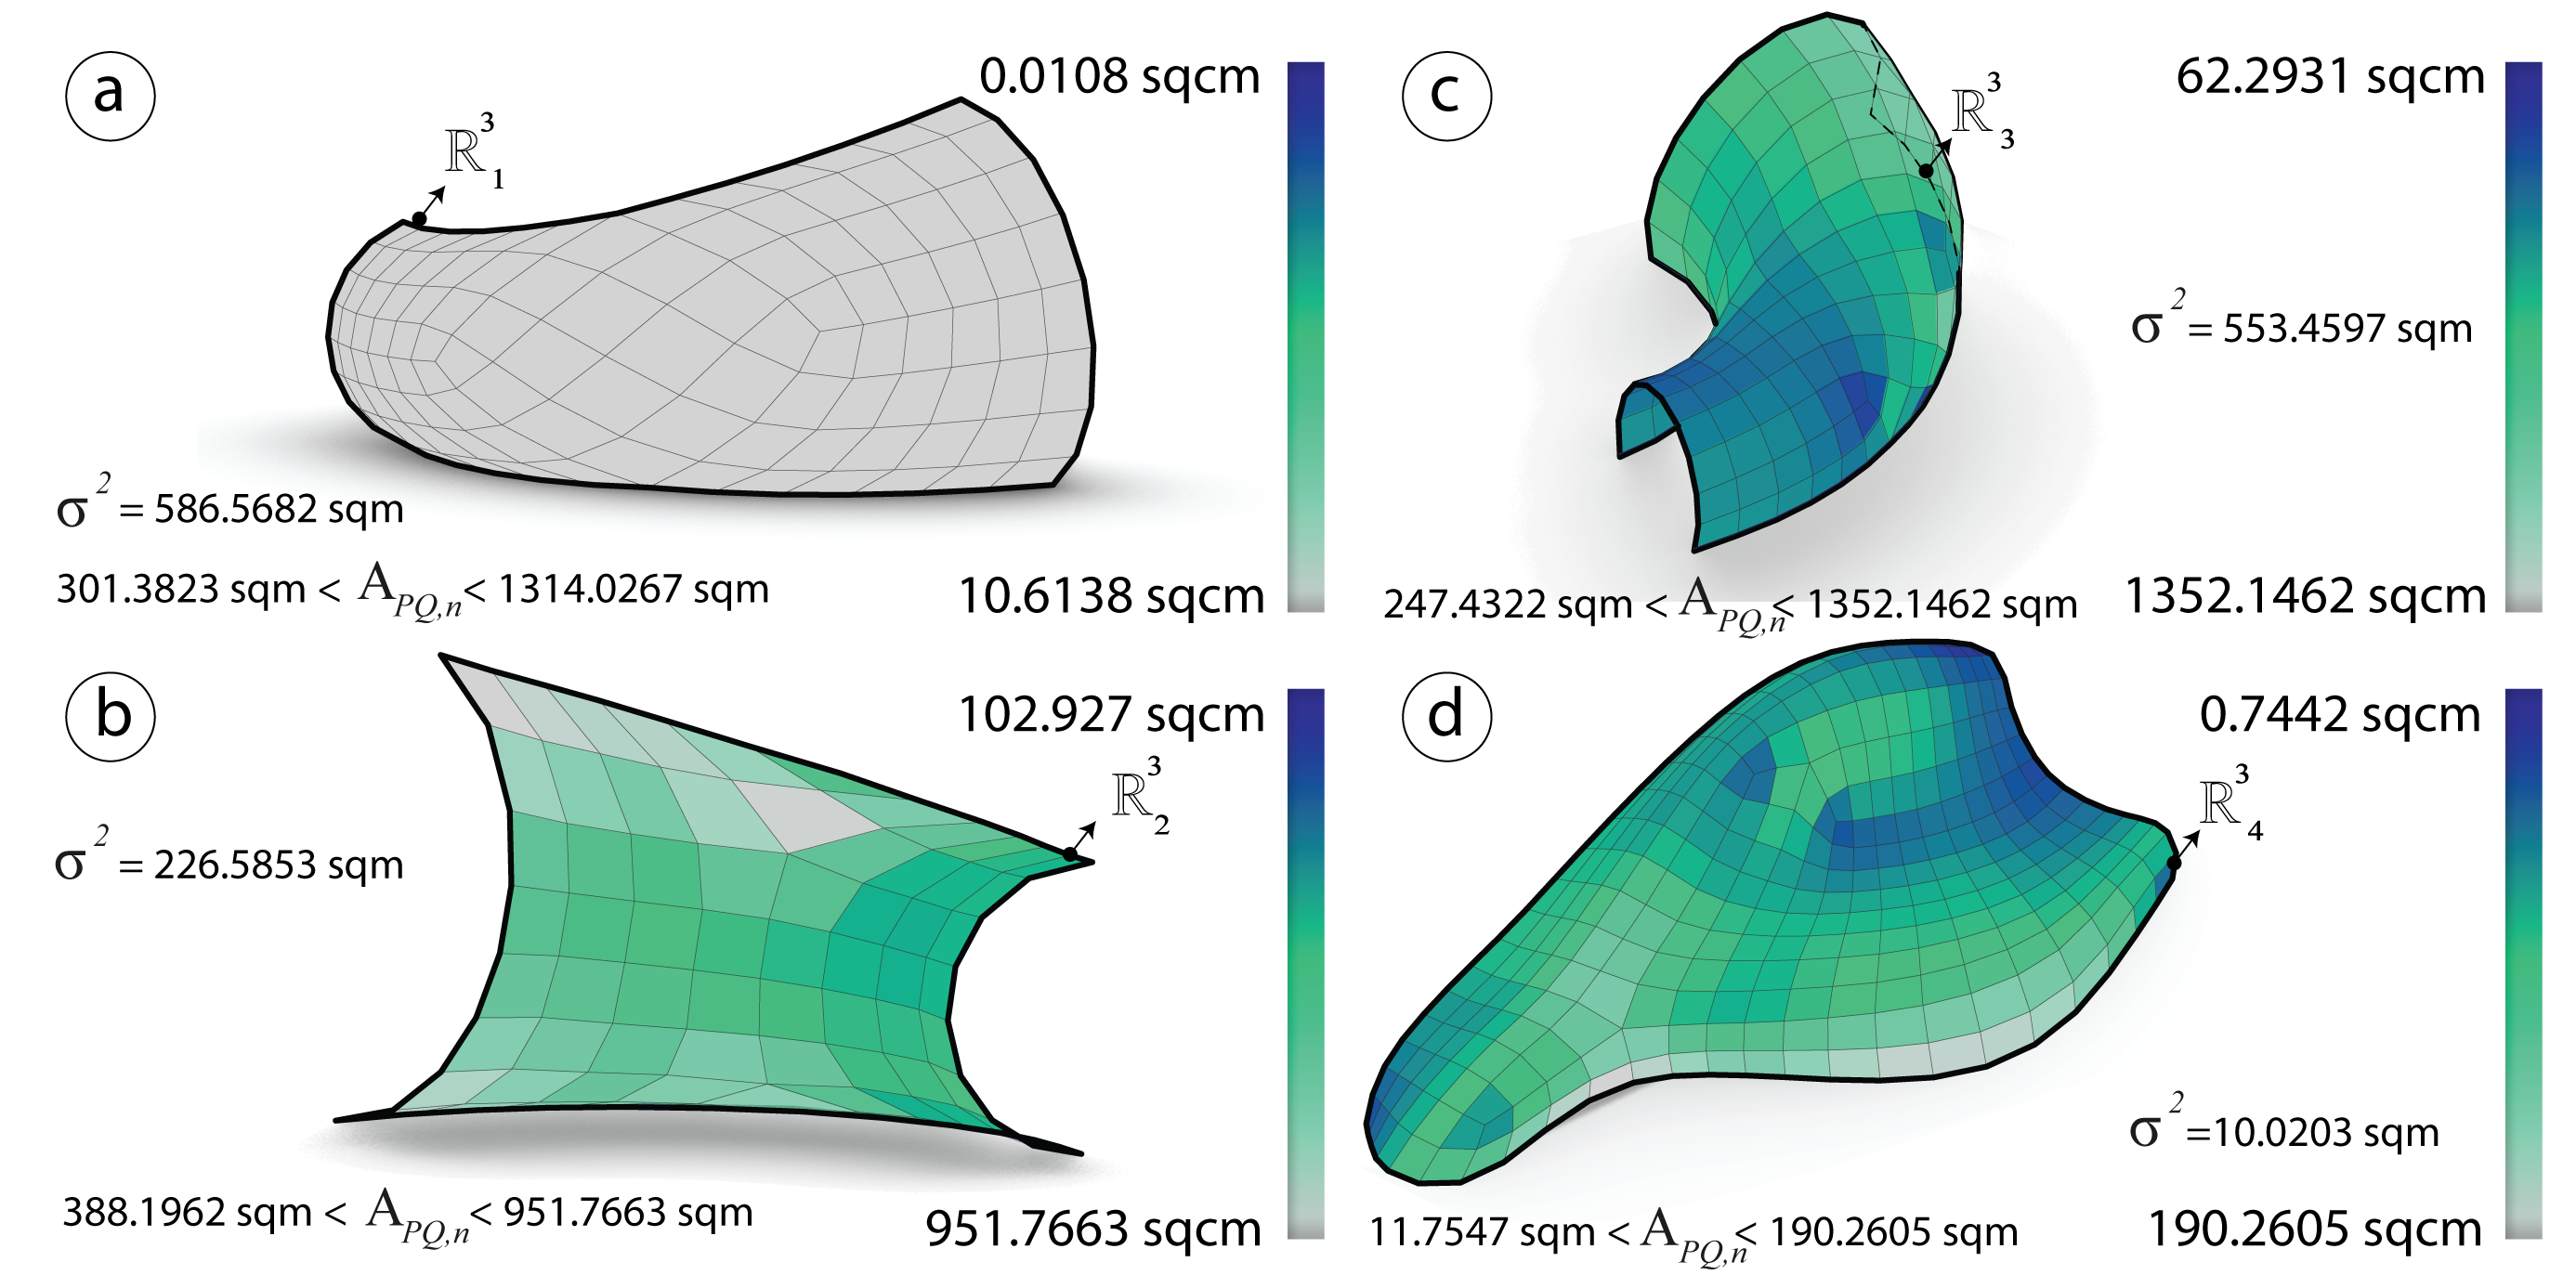 a
0.0108 sqcm
ℝ³₁
σ² = 586.5682 sqm
301.3823 sqm < A_PQ,n < 1314.0267 sqm
10.6138 sqcm
c
62.2931 sqcm
ℝ³₃
σ² = 553.4597 sqm
247.4322 sqm < A_PQ,n < 1352.1462 sqm
1352.1462 sqcm
b
102.927 sqcm
ℝ³₂
σ² = 226.5853 sqm
388.1962 sqm < A_PQ,n < 951.7663 sqm
951.7663 sqcm
d
0.7442 sqcm
ℝ³₄
σ² =10.0203 sqm
11.7547 sqm < A_PQ,n < 190.2605 sqm
190.2605 sqcm